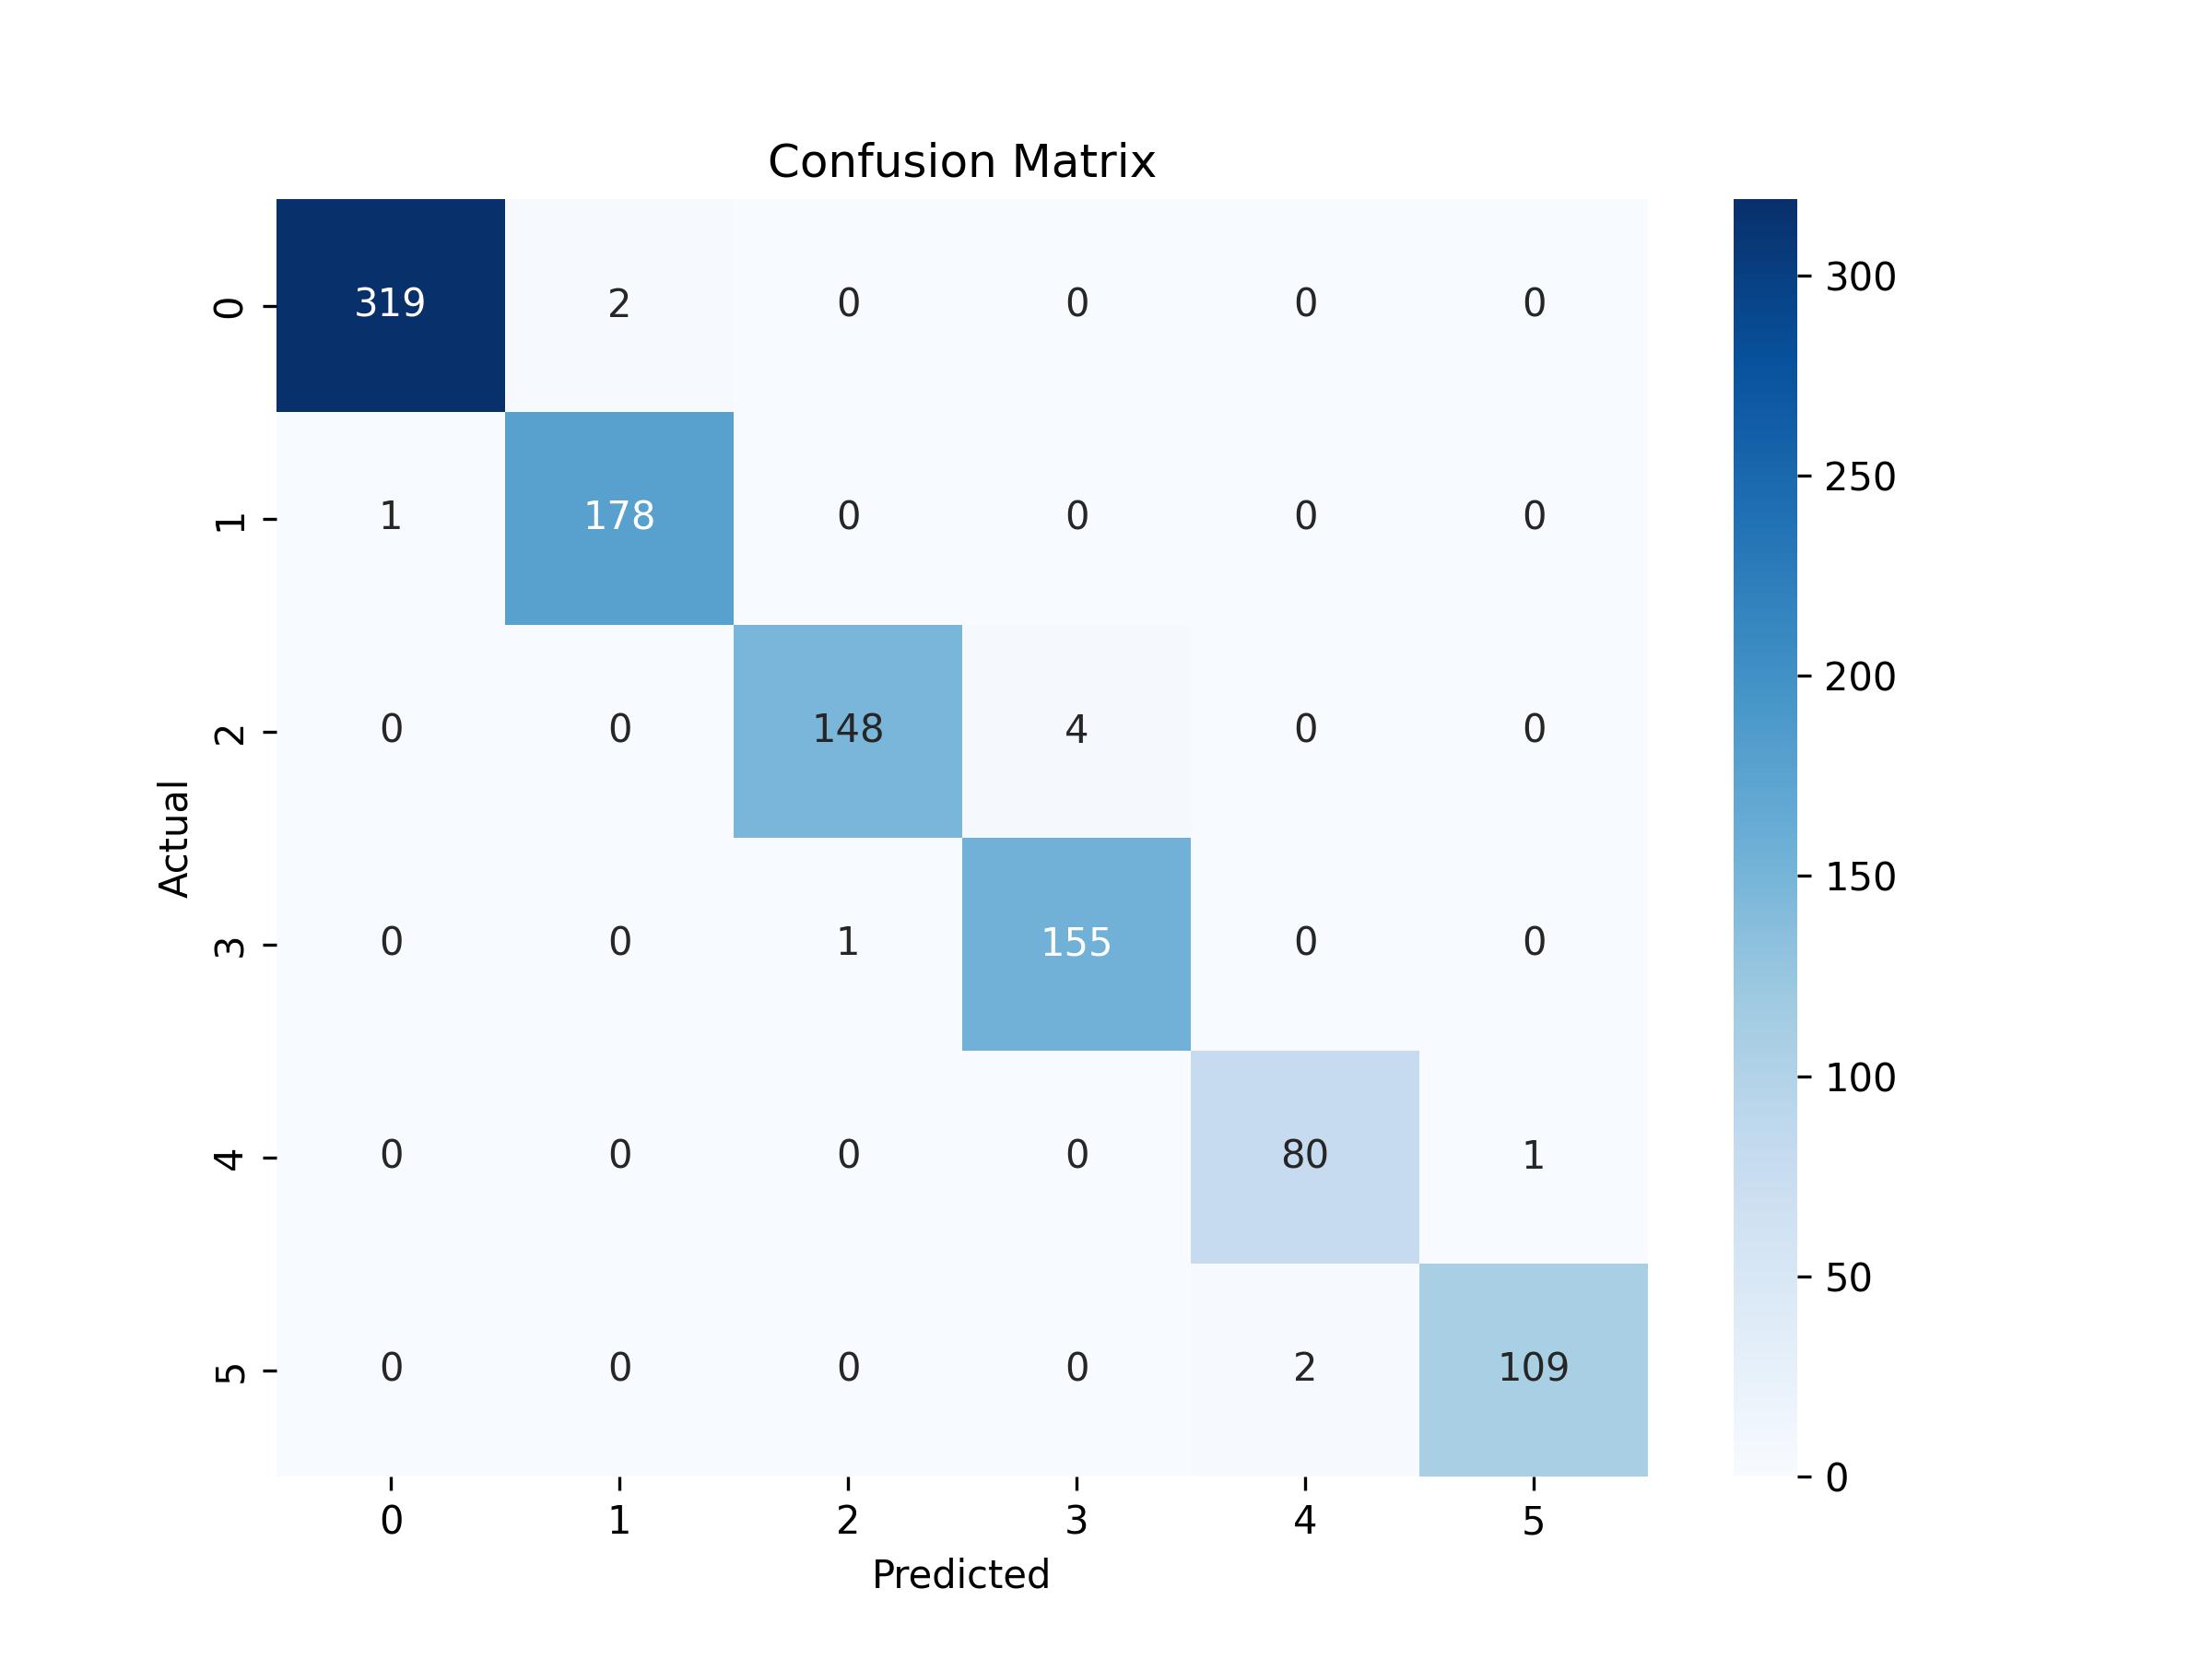 Confusion Matrix
0 319 2 0 0 0 0
1 1 178 0 0 0 0
2 0 0 148 4 0 0
3 0 0 1 155 0 0
4 0 0 0 0 80 1
5 0 0 0 0 2 109
0 1 2 3 4 5
Predicted
Actual
300
250
200
150
100
50
0